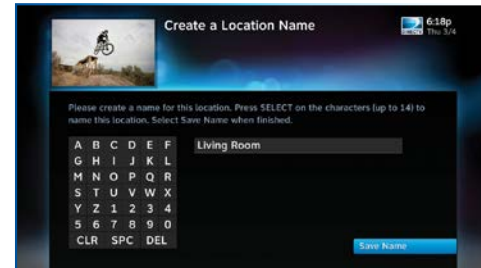 Create a Location Name
6:18p
DIRECTV Thu 3/4
Please create a name for this location. Press SELECT on the characters (up to 14) to
name this location. Select Save Name when finished.
A B C D E F
Living Room
G H I J K L
M N O P Q R
S T U V W X
Y Z 1 2 3 4
5 6 7 8 9 0
CLR SPC DEL
Save Name